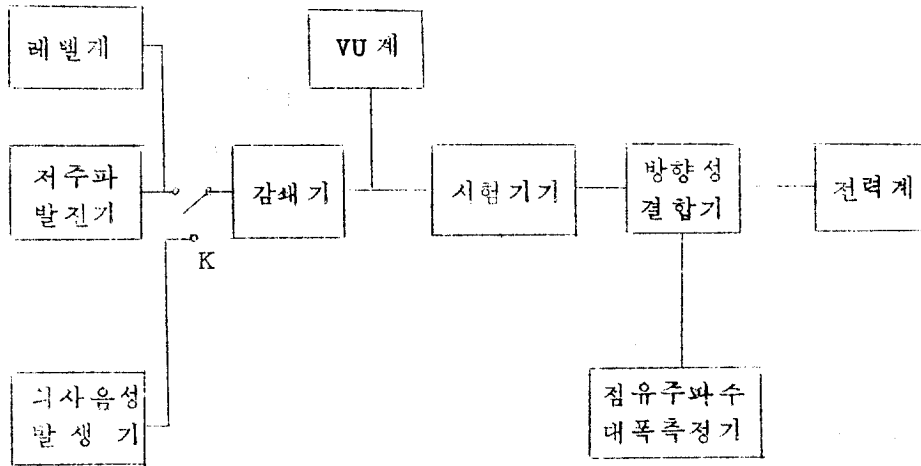 레벨계
VU 계
저주파
발진기
감쇄기
시험기기
방향성
결합기
전력계
K
의사음성
발생기
점유주파수
대폭측정기